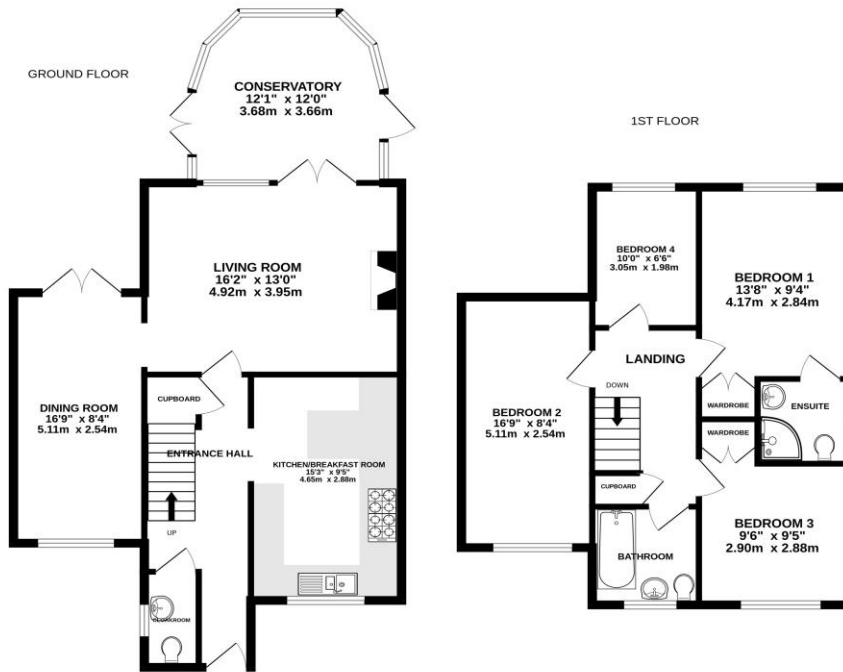 GROUND FLOOR
CONSERVATORY
12'1" x 12'0"
3.68m x 3.66m
LIVING ROOM
16'2" x 13'0"
4.92m x 3.95m
CUPBOARD
DINING ROOM
16'9" x 8'4"
5.11m x 2.54m
ENTRANCE HALL
KITCHEN/BREAKFAST ROOM
15'3" x 9'5"
4.65m x 2.88m
UP
CLOAKROOM
1ST FLOOR
BEDROOM 4
10'0" x 6'6"
3.05m x 1.98m
BEDROOM 1
13'8" x 9'4"
4.17m x 2.84m
LANDING
DOWN
WARDROBE
ENSUITE
BEDROOM 2
16'9" x 8'4"
5.11m x 2.54m
WARDROBE
CUPBOARD
BEDROOM 3
9'6" x 9'5"
2.90m x 2.88m
BATHROOM